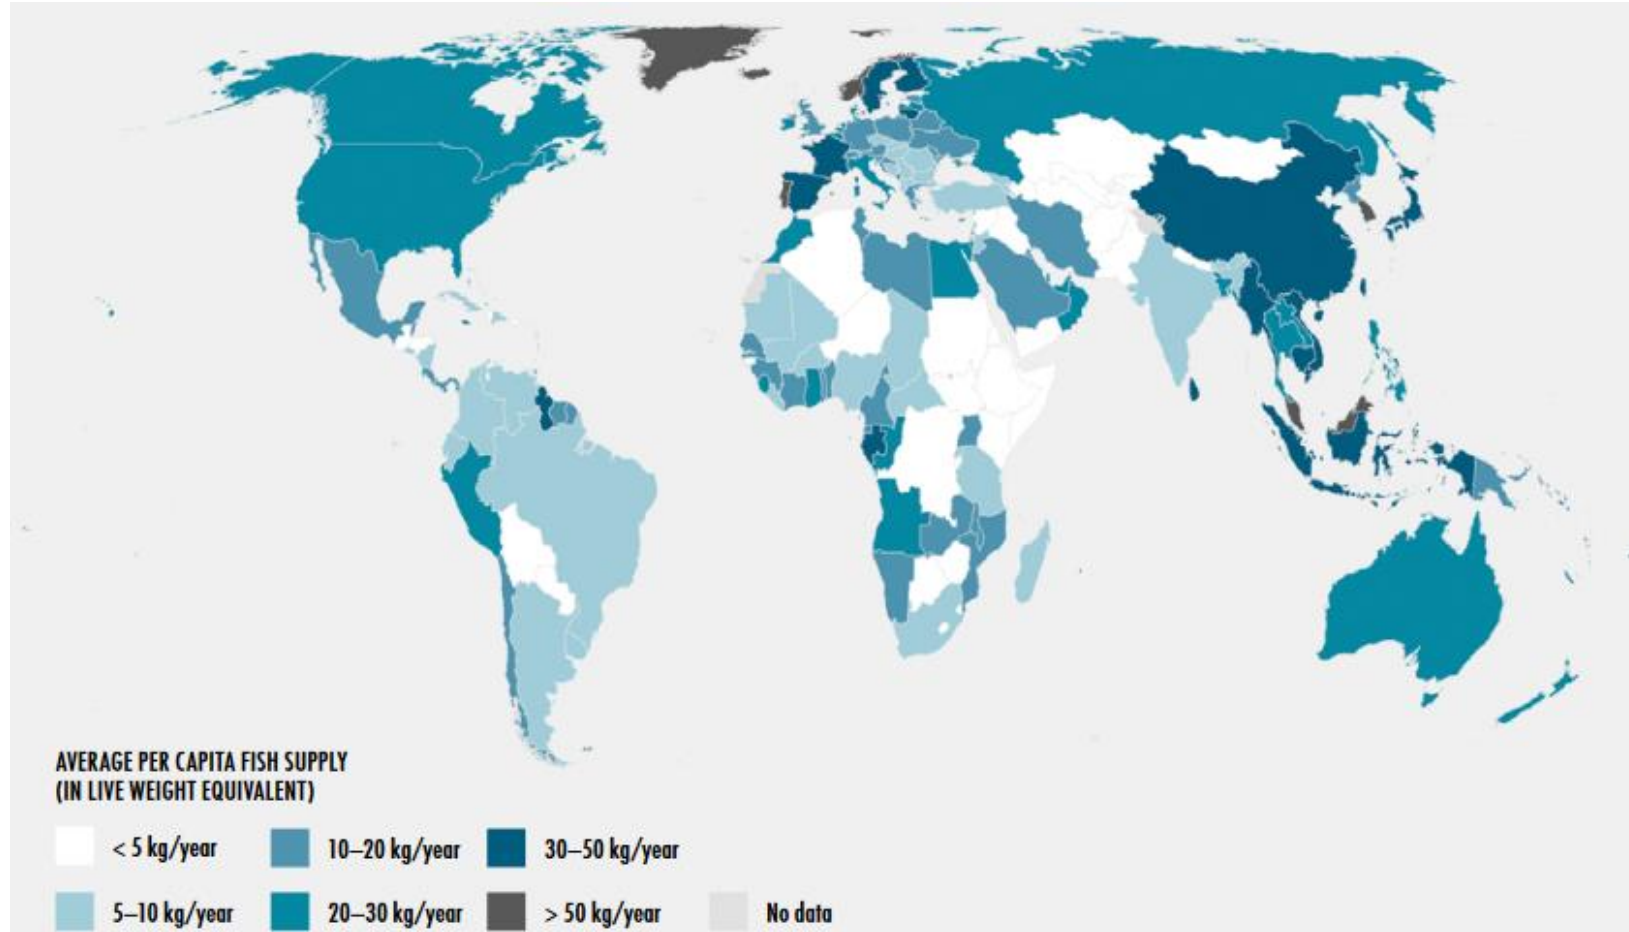 AVERAGE PER CAPITA FISH SUPPLY
(IN LIVE WEIGHT EQUIVALENT)
< 5 kg/year
10–20 kg/year
30–50 kg/year
5–10 kg/year
20–30 kg/year
> 50 kg/year
No data